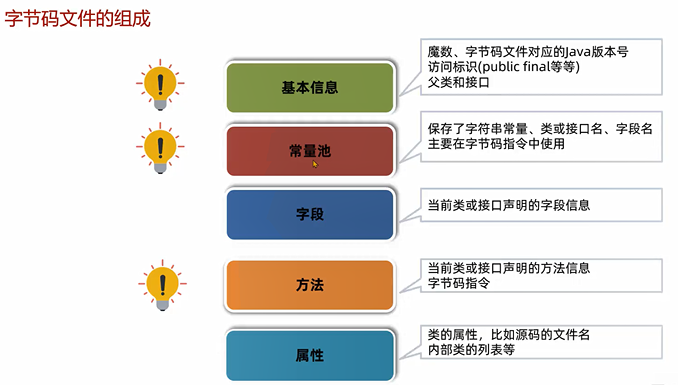 字节码文件的组成
基本信息
魔数、字节码文件对应的Java版本号
访问标识(public final等等)
父类和接口
常量池
保存了字符串常量、类或接口名、字段名
主要在字节码指令中使用
字段
当前类或接口声明的字段信息
方法
当前类或接口声明的方法信息
字节码指令
属性
类的属性，比如源码的文件名
内部类的列表等